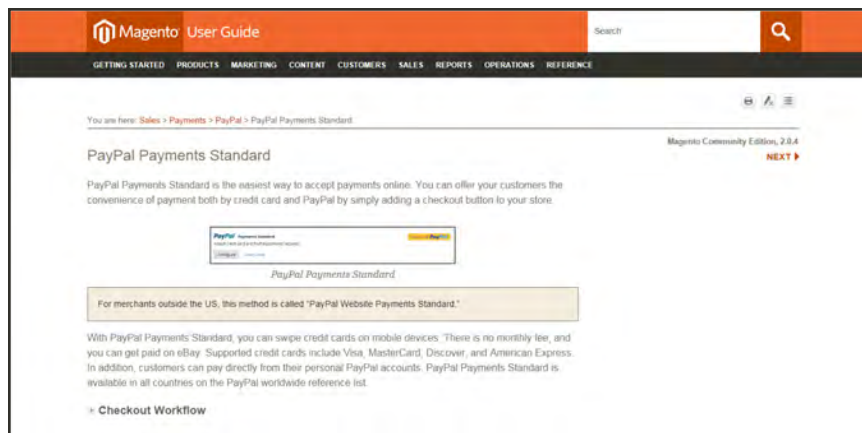 Magento User Guide
Search
GETTING STARTED PRODUCTS MARKETING CONTENT CUSTOMERS SALES REPORTS OPERATIONS REFERENCE
You are here: Sales > Payments > PayPal > PayPal Payments Standard
Magento Community Edition, 2.0.4
NEXT
PayPal Payments Standard
PayPal Payments Standard is the easiest way to accept payments online. You can offer your customers the
convenience of payment both by credit card and PayPal by simply adding a checkout button to your store.
PayPal Payments Standard
Configure
PayPal Payments Standard
For merchants outside the US, this method is called "PayPal Website Payments Standard."
With PayPal Payments Standard, you can swipe credit cards on mobile devices. There is no monthly fee, and
you can get paid on eBay. Supported credit cards include Visa, MasterCard, Discover, and American Express.
In addition, customers can pay directly from their personal PayPal accounts. PayPal Payments Standard is
available in all countries on the PayPal worldwide reference list.
Checkout Workflow